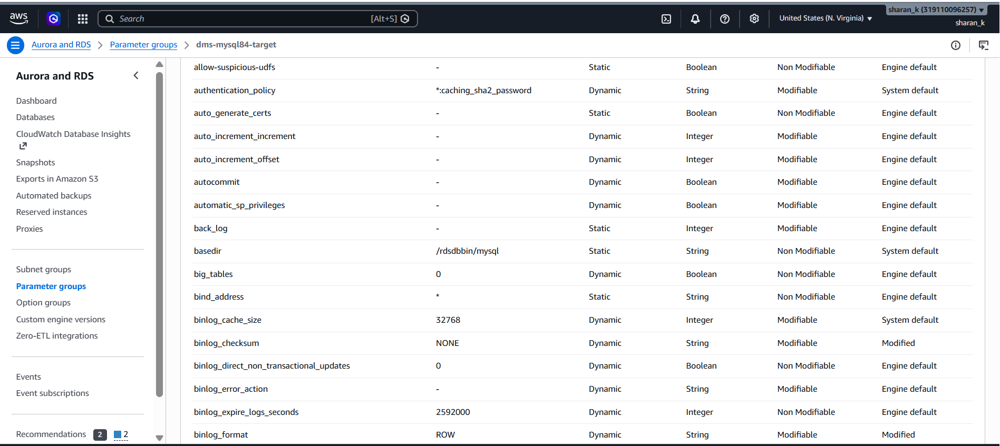 aws
Search
[Alt+S]
United States (N. Virginia)
sharan_k (319110096257)
sharan_k
Aurora and RDS
Parameter groups
dms-mysql84-target
Aurora and RDS
Dashboard
Databases
CloudWatch Database Insights
Snapshots
Exports in Amazon S3
Automated backups
Reserved instances
Proxies
Subnet groups
Parameter groups
Option groups
Custom engine versions
Zero-ETL integrations
Events
Event subscriptions
Recommendations 2 2
allow-suspicious-udfs - Static Boolean Non Modifiable Engine default
authentication_policy *:caching_sha2_password Dynamic String Modifiable System default
auto_generate_certs - Static Boolean Non Modifiable Engine default
auto_increment_increment - Dynamic Integer Modifiable Engine default
auto_increment_offset - Dynamic Integer Modifiable Engine default
autocommit - Dynamic Boolean Modifiable Engine default
automatic_sp_privileges - Dynamic Boolean Modifiable Engine default
back_log - Static Integer Modifiable Engine default
basedir /rdsdbbin/mysql Static String Non Modifiable System default
big_tables 0 Dynamic Boolean Non Modifiable Engine default
bind_address * Static String Non Modifiable Engine default
binlog_cache_size 32768 Dynamic Integer Modifiable System default
binlog_checksum NONE Dynamic String Modifiable Modified
binlog_direct_non_transactional_updates 0 Dynamic Boolean Non Modifiable Engine default
binlog_error_action - Dynamic String Modifiable Engine default
binlog_expire_logs_seconds 2592000 Dynamic Integer Non Modifiable Engine default
binlog_format ROW Dynamic String Modifiable Modified